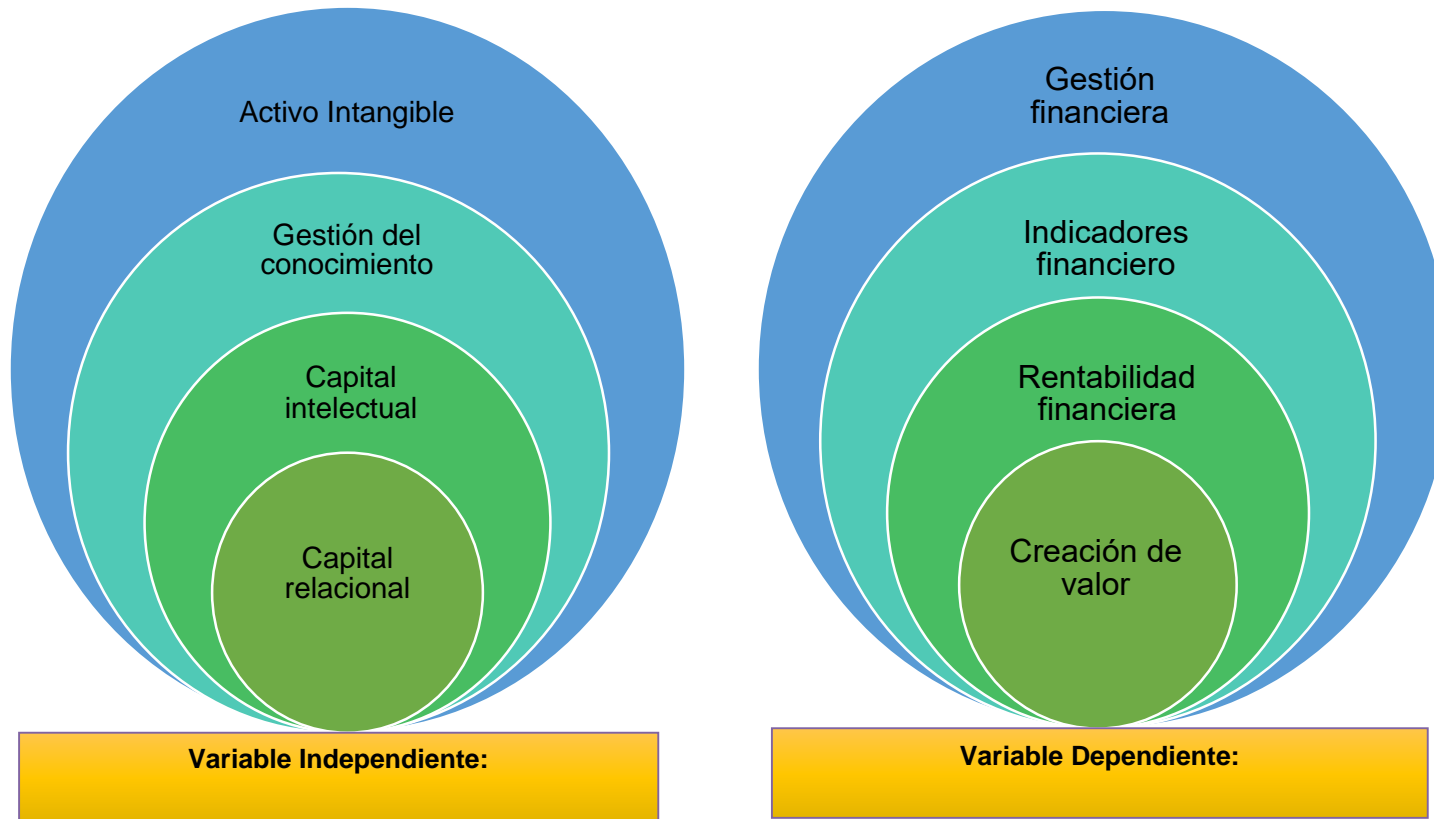 Activo Intangible
Gestión del
conocimiento
Capital
intelectual
Capital
relacional
Variable Independiente:
Gestión
financiera
Indicadores
financiero
Rentabilidad
financiera
Creación de
valor
Variable Dependiente: